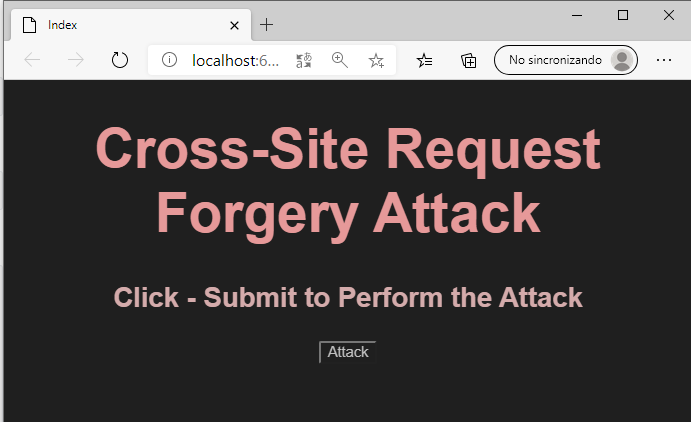 Index
localhost:6...
No sincronizando
Cross-Site Request
Forgery Attack
Click - Submit to Perform the Attack
Attack